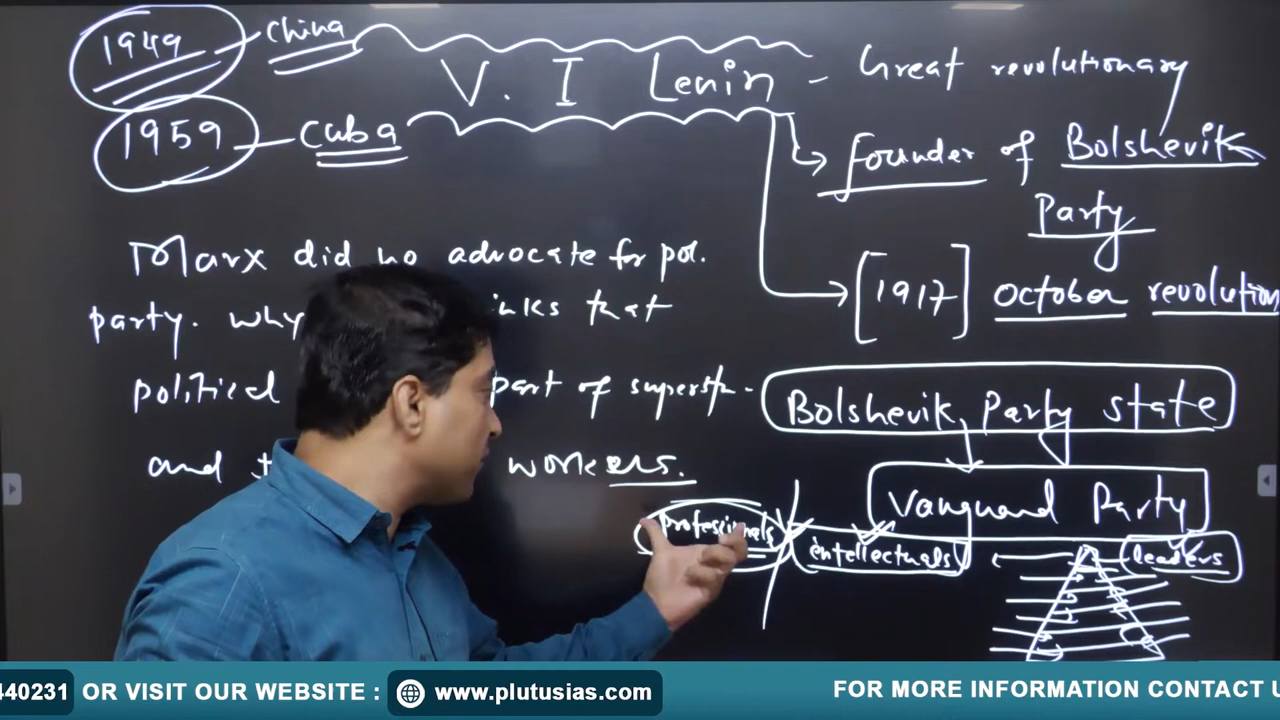 1949 - China
V. I Lenin - Great revolutionary
1959 - Cuba
founder of Bolshevik
Party
[1917] October revolution
Marx did no advocate for pol.
party. why inks that
political part of superstr.
and workers.
Bolshevik Party state
Vanguard Party
Professionals intellectuals leaders
440231 OR VISIT OUR WEBSITE : www.plutusias.com FOR MORE INFORMATION CONTACT U